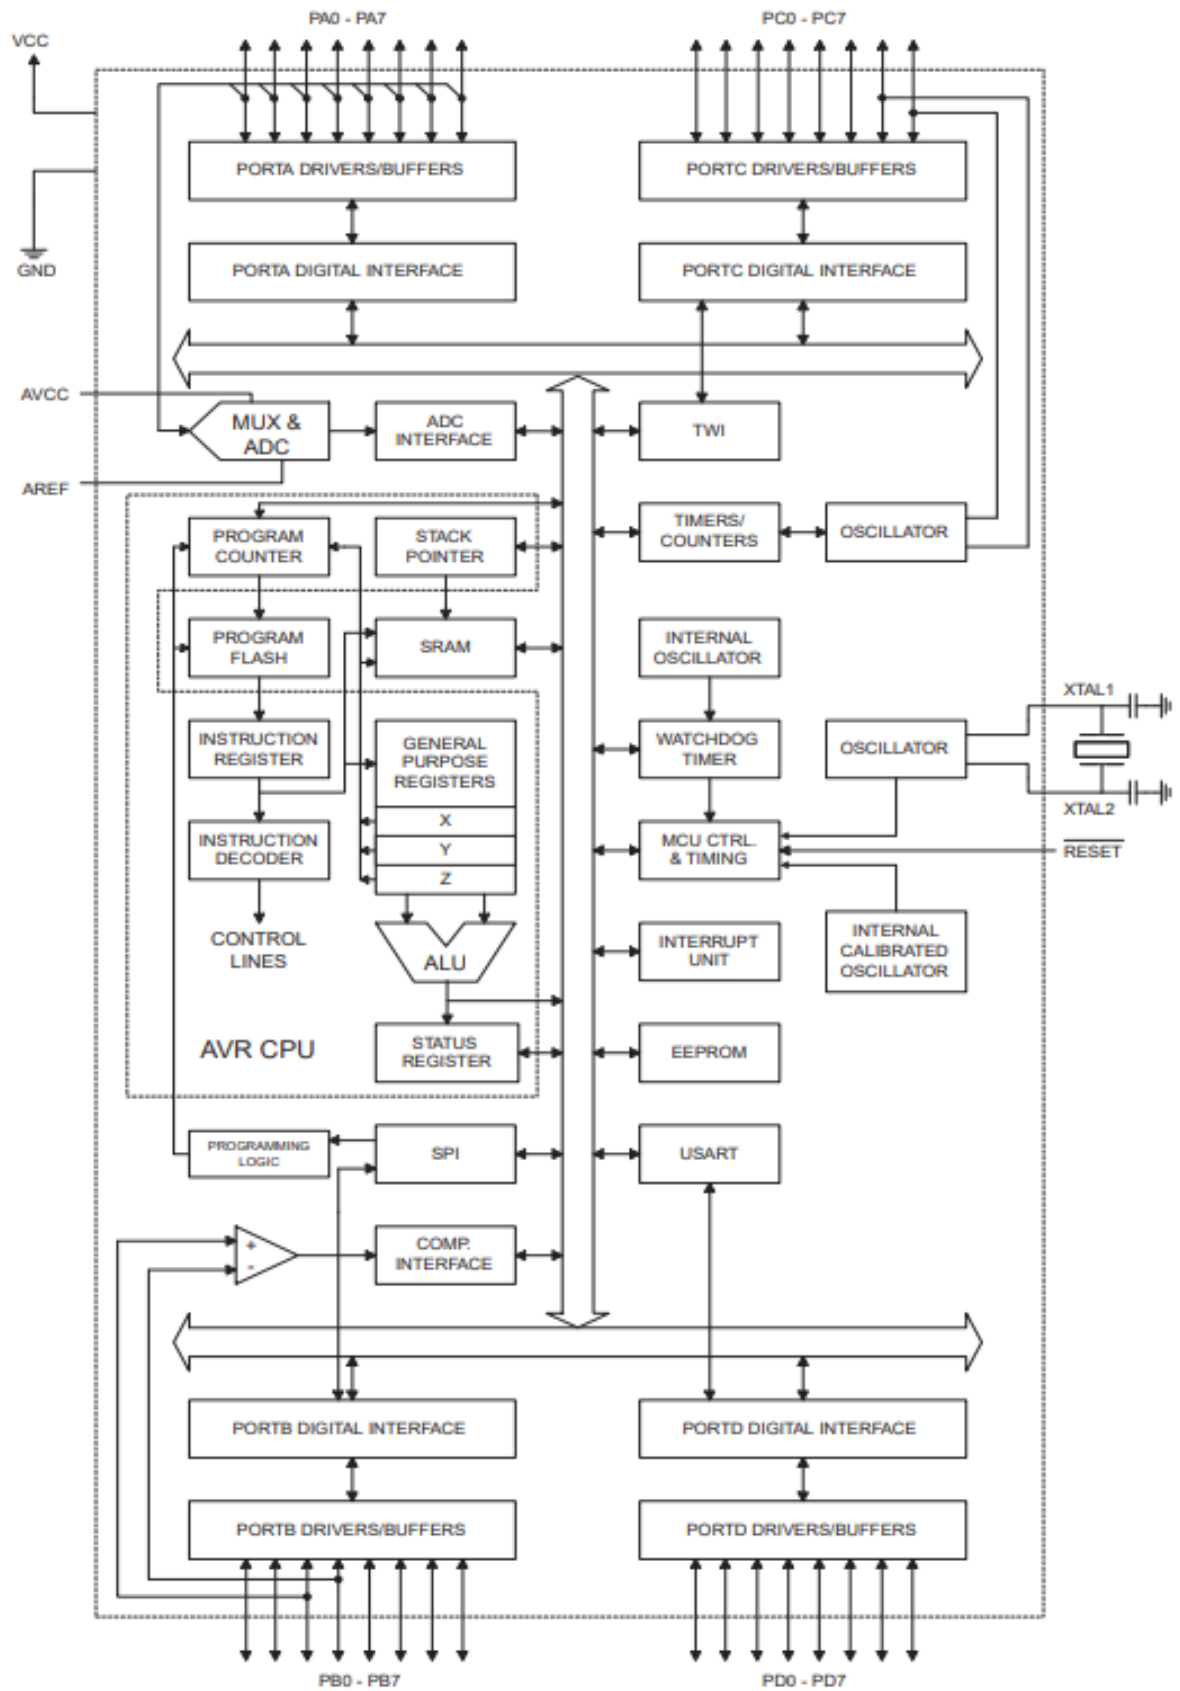 PA0 - PA7
PC0 - PC7
VCC
PORTA DRIVERS/BUFFERS
PORTC DRIVERS/BUFFERS
GND
PORTA DIGITAL INTERFACE
PORTC DIGITAL INTERFACE
AVCC
MUX &
ADC
ADC
INTERFACE
TWI
AREF
PROGRAM
COUNTER
STACK
POINTER
TIMERS/
COUNTERS
OSCILLATOR
PROGRAM
FLASH
SRAM
INTERNAL
OSCILLATOR
XTAL1
INSTRUCTION
REGISTER
GENERAL
PURPOSE
REGISTERS
WATCHDOG
TIMER
OSCILLATOR
X
XTAL2
INSTRUCTION
DECODER
Y
MCU CTRL.
& TIMING
RESET
Z
CONTROL
LINES
ALU
INTERRUPT
UNIT
INTERNAL
CALIBRATED
OSCILLATOR
AVR CPU
STATUS
REGISTER
EEPROM
PROGRAMMING
LOGIC
SPI
USART
+
-
COMP.
INTERFACE
PORTB DIGITAL INTERFACE
PORTD DIGITAL INTERFACE
PORTB DRIVERS/BUFFERS
PORTD DRIVERS/BUFFERS
PB0 - PB7
PD0 - PD7